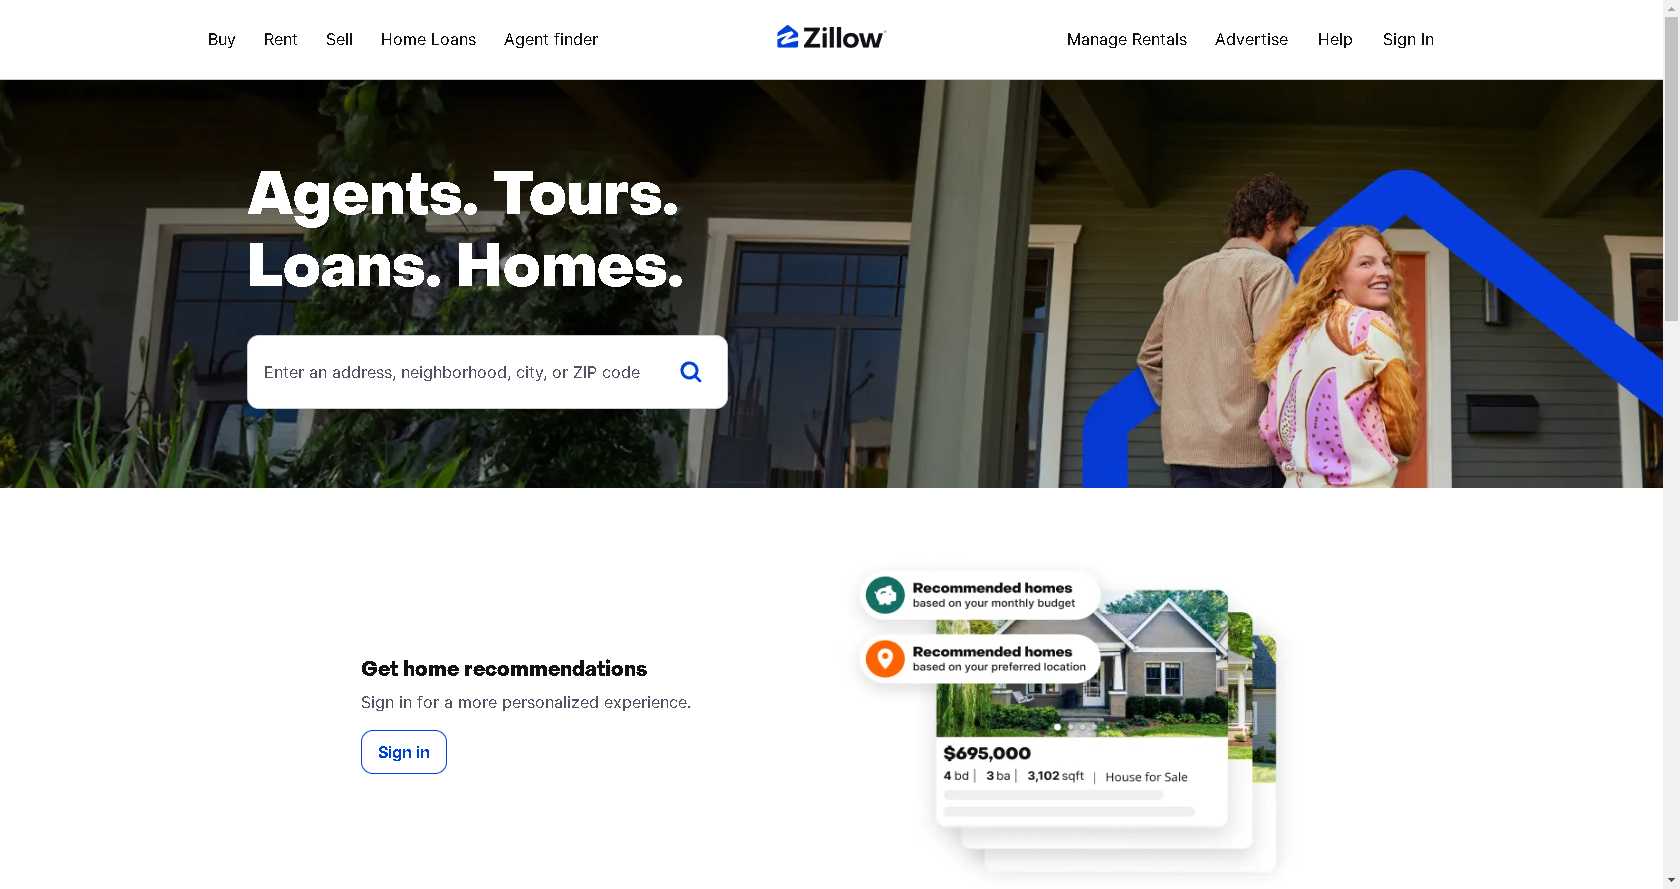 Buy Rent Sell Home Loans Agent finder Zillow Manage Rentals Advertise Help Sign In
Agents. Tours.
Loans. Homes.
Enter an address, neighborhood, city, or ZIP code
Get home recommendations
Sign in for a more personalized experience.
Sign in
Recommended homes
based on your monthly budget
Recommended homes
based on your preferred location
$695,000
4 bd | 3 ba | 3,102 sqft | House for Sale